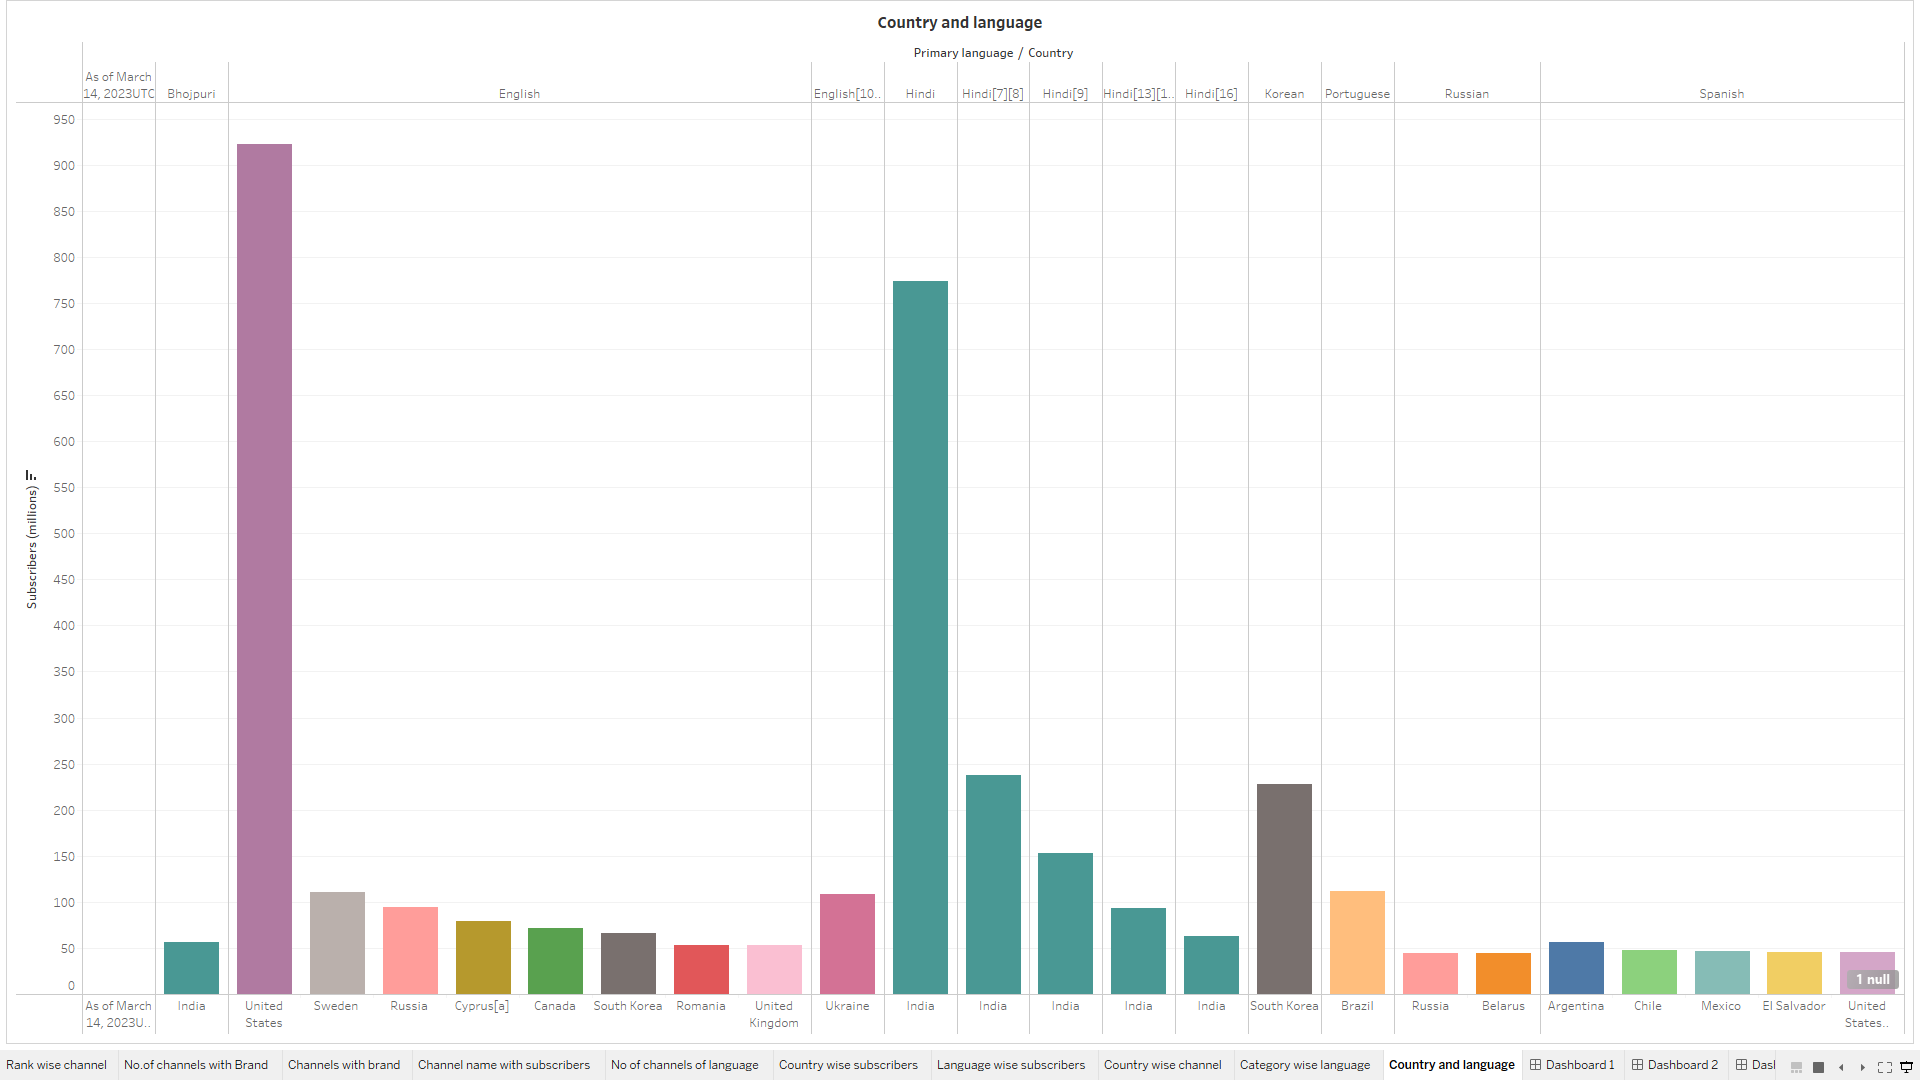 Country and language
Primary language / Country
As of March
14, 2023UTC
Bhojpuri
English
English[10..
Hindi
Hindi[7][8]
Hindi[9]
Hindi[13][1..
Hindi[16]
Korean
Portuguese
Russian
Spanish
950
900
850
800
750
700
650
600
550
500
450
400
350
300
250
200
150
100
50
0
Subscribers (millions)
1 null
As of March
14, 2023U..
India
United
States
Sweden
Russia
Cyprus[a]
Canada
South Korea
Romania
United
Kingdom
Ukraine
India
India
India
India
India
South Korea
Brazil
Russia
Belarus
Argentina
Chile
Mexico
El Salvador
United
States..
Rank wise channel
No.of channels with Brand
Channels with brand
Channel name with subscribers
No of channels of language
Country wise subscribers
Language wise subscribers
Country wise channel
Category wise language
Country and language
Dashboard 1
Dashboard 2
Dasl